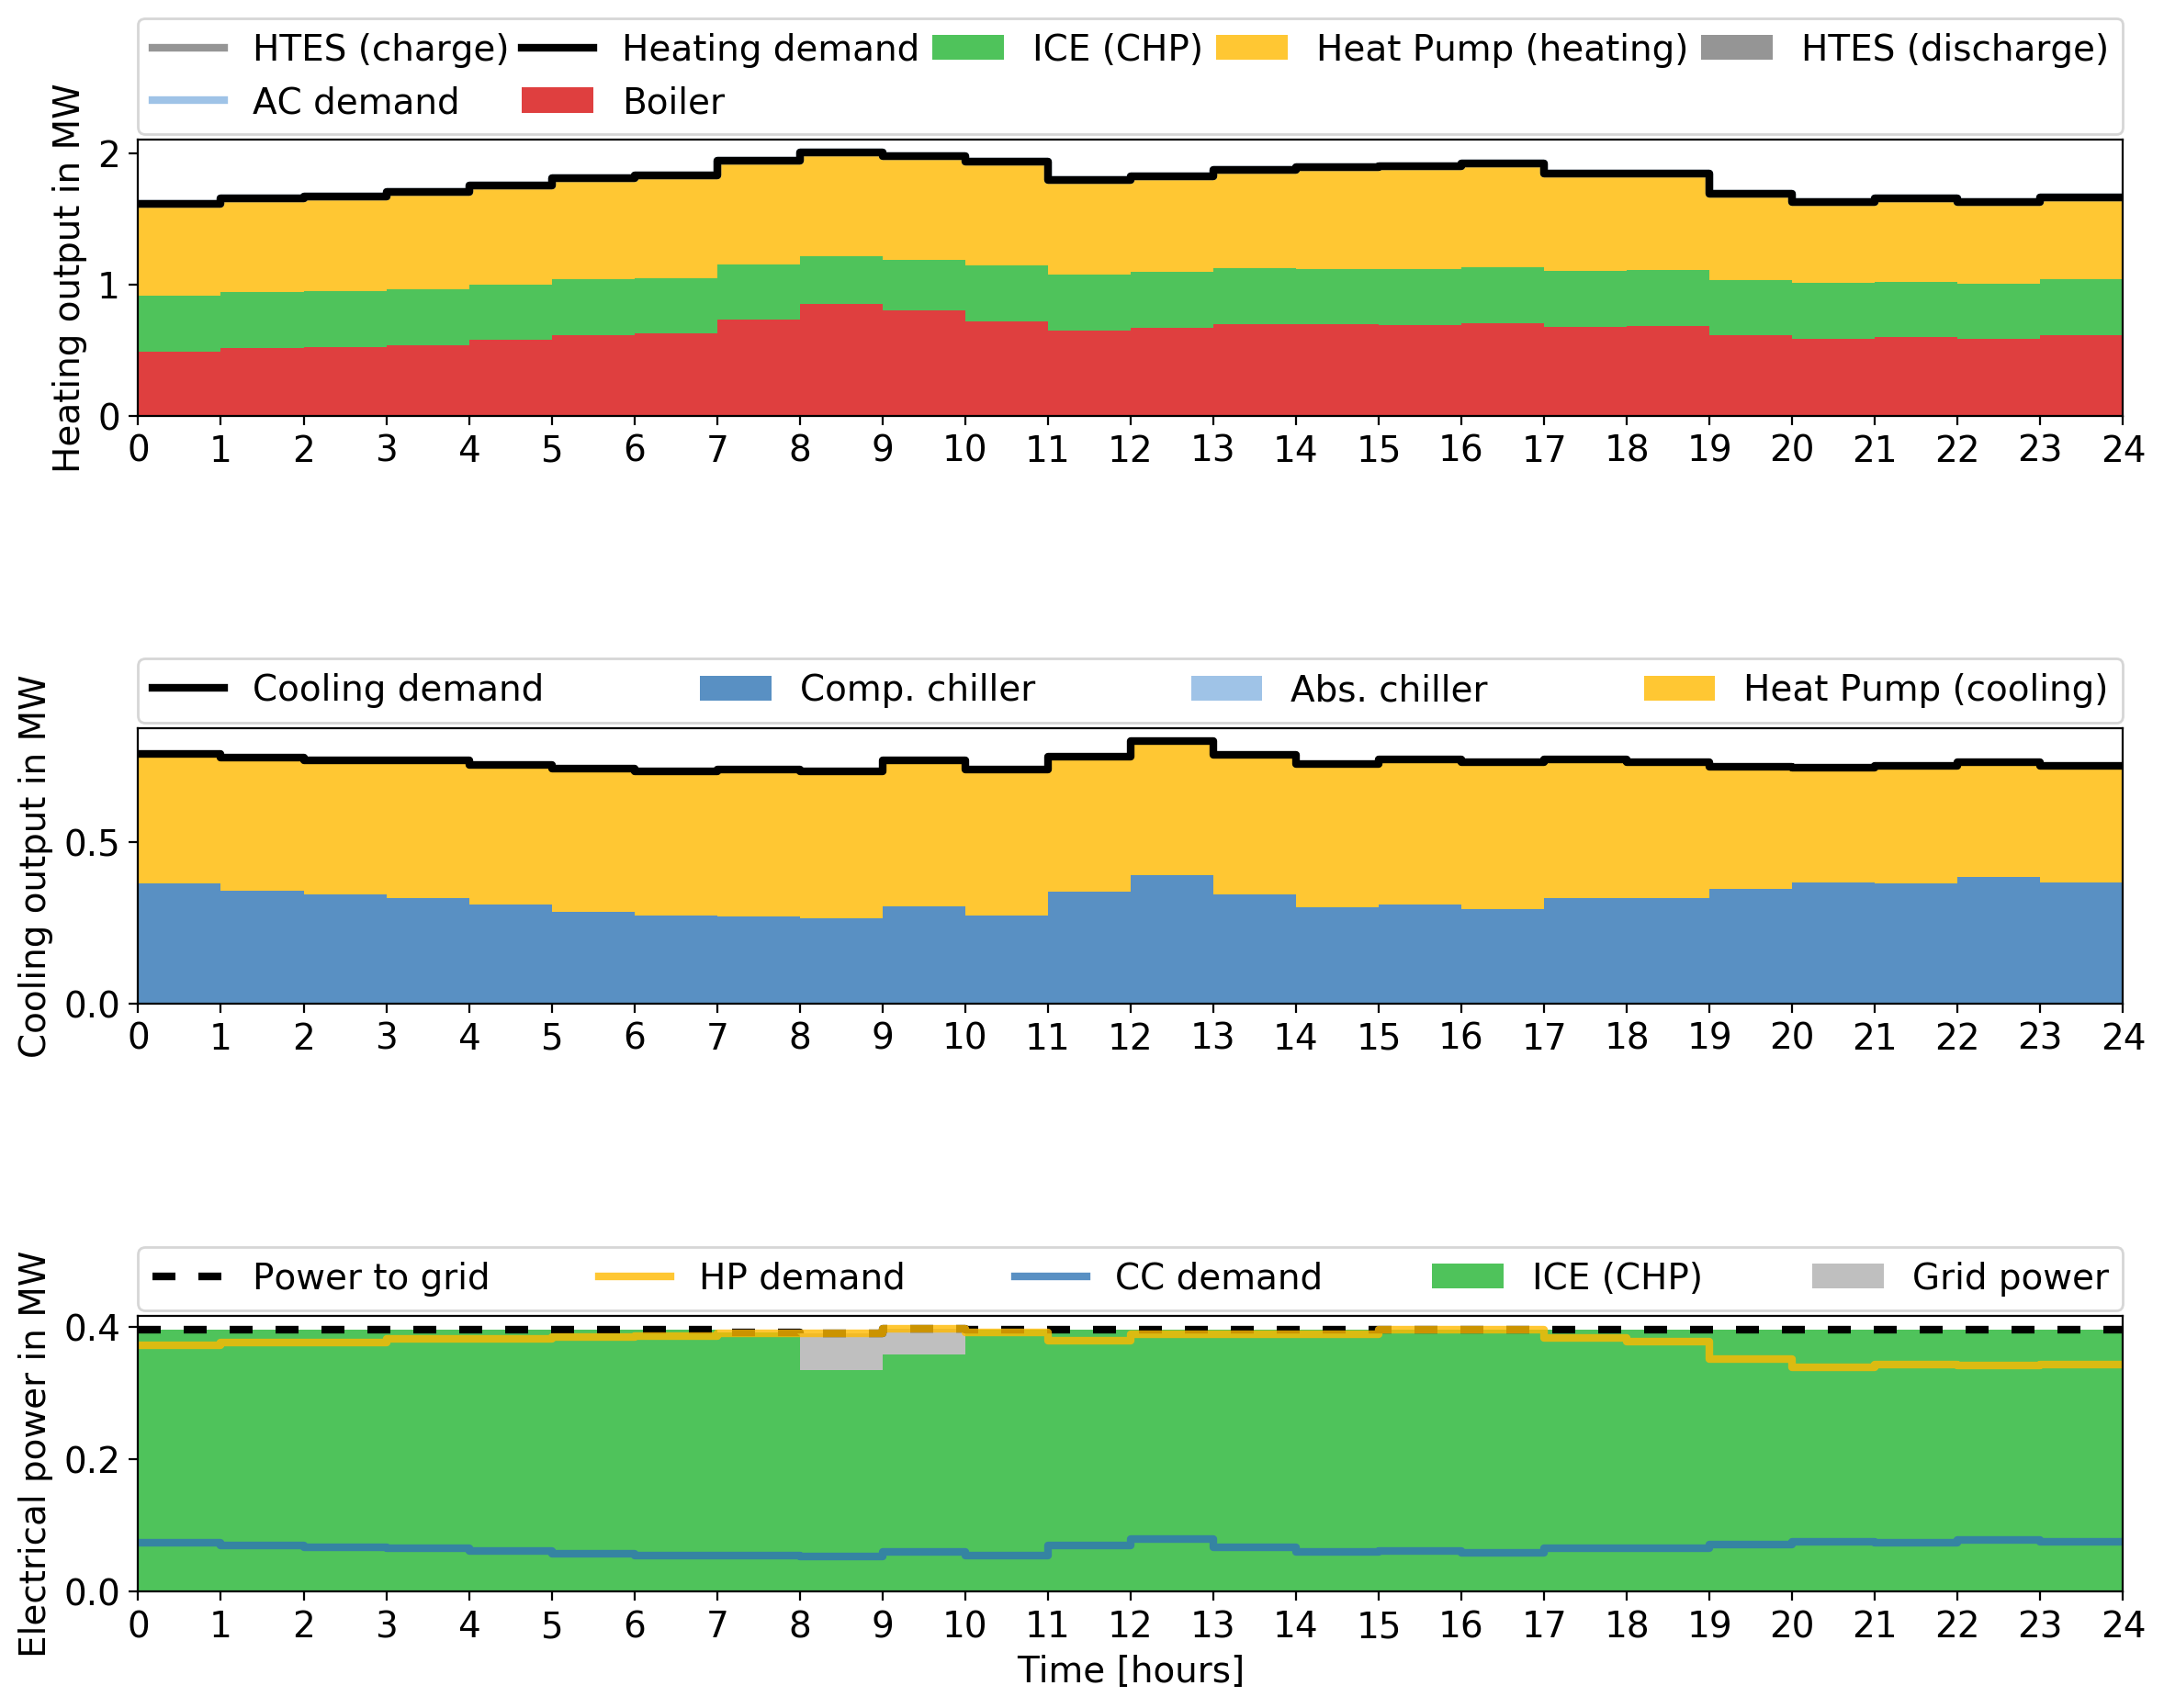 HTES (charge) Heating demand ICE (CHP) Heat Pump (heating) HTES (discharge)
AC demand Boiler
Heating output in MW
2
1
0
0 1 2 3 4 5 6 7 8 9 10 11 12 13 14 15 16 17 18 19 20 21 22 23 24
Cooling demand Comp. chiller Abs. chiller Heat Pump (cooling)
Cooling output in MW
0.5
0.0
0 1 2 3 4 5 6 7 8 9 10 11 12 13 14 15 16 17 18 19 20 21 22 23 24
Power to grid HP demand CC demand ICE (CHP) Grid power
Electrical power in MW
0.4
0.2
0.0
0 1 2 3 4 5 6 7 8 9 10 11 12 13 14 15 16 17 18 19 20 21 22 23 24
Time [hours]